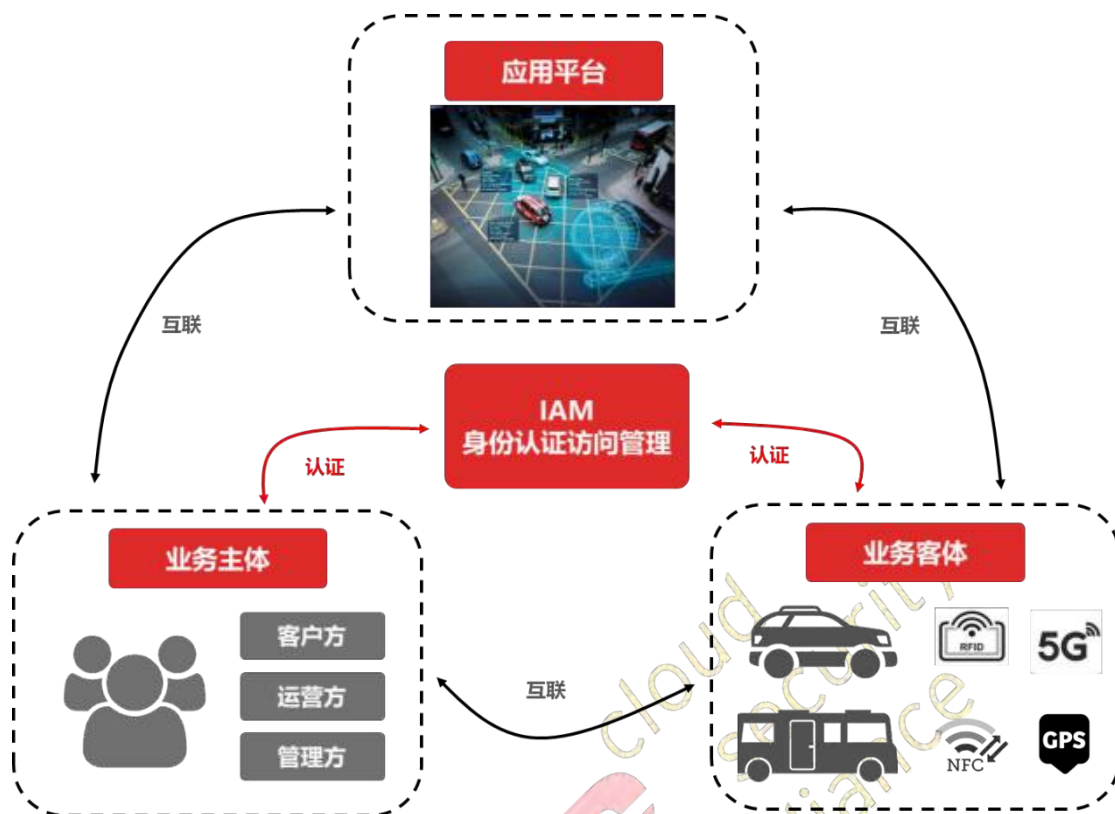 应用平台
互联
互联
IAM
身份认证访问管理
认证
认证
业务主体
客户方
运营方
管理方
互联
业务客体
RFID
5G
NFC
GPS
cloud
security